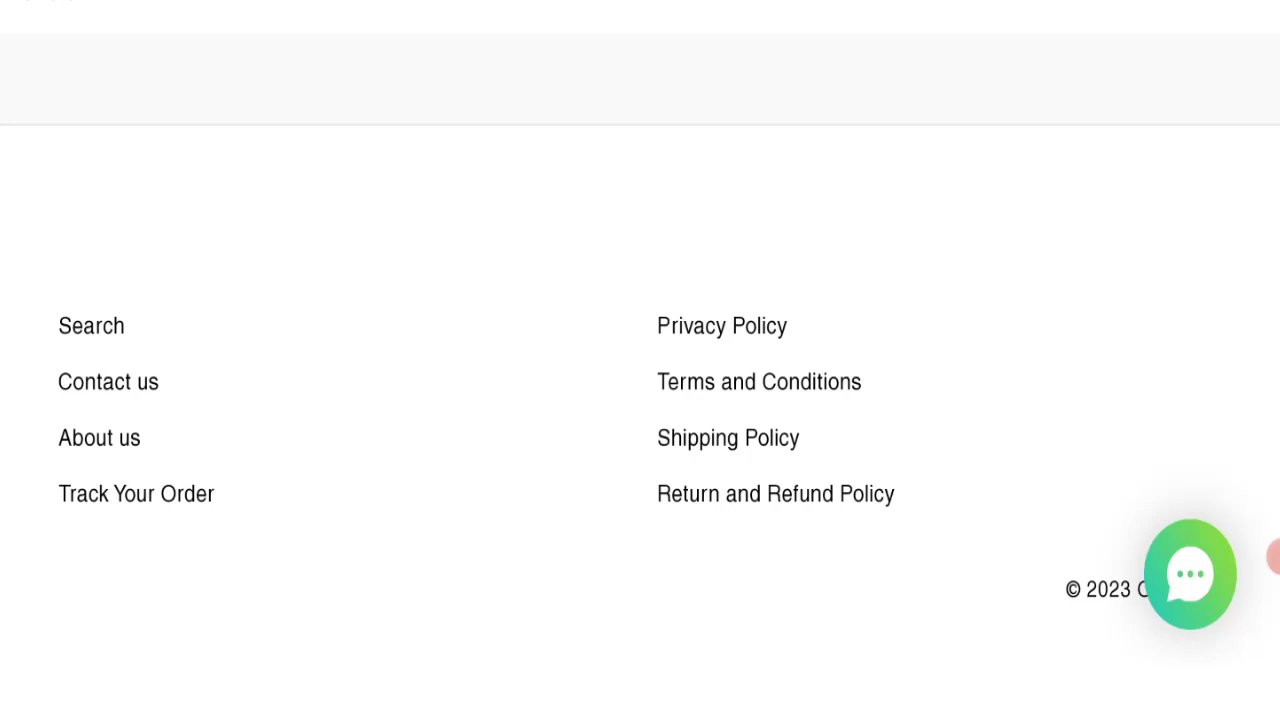 Search
Contact us
About us
Track Your Order
Privacy Policy
Terms and Conditions
Shipping Policy
Return and Refund Policy
© 2023